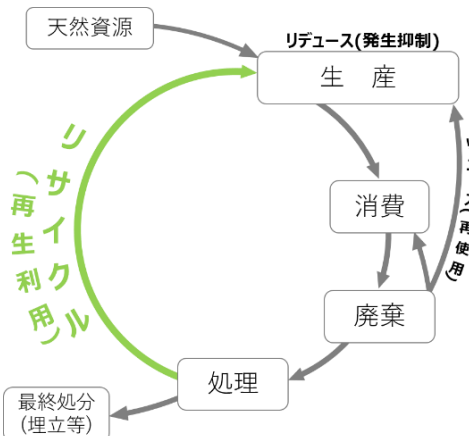 天然資源
リデュース(発生抑制)
生　産
消費
廃棄
処理
最終処分
(埋立等)
リサイクル
(再生利用)
(再使用)